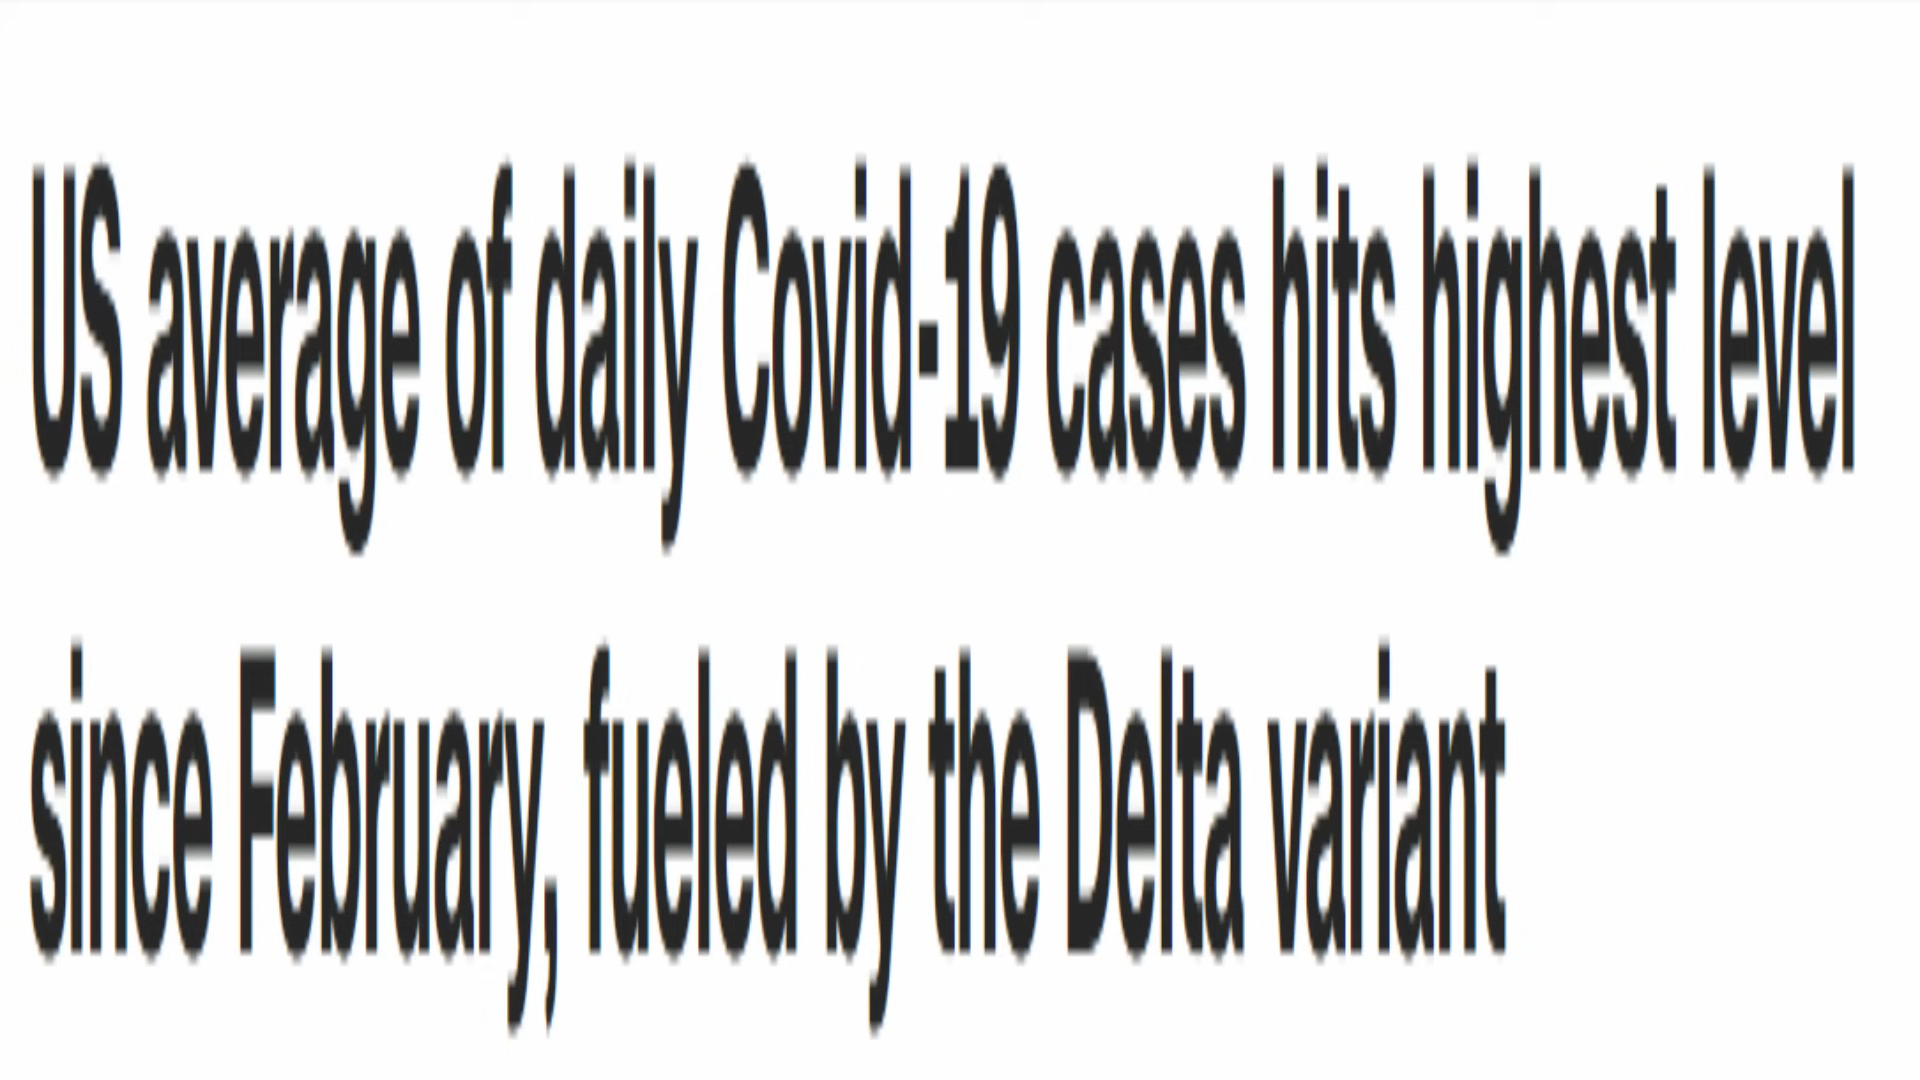 US average of daily Covid-19 cases hits highest level
since February, fueled by the Delta variant